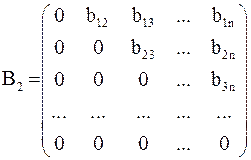 0 b₁₂ b₁₃ ... b₁ₙ
0 0 b₂₃ ... b₂ₙ
B₂ = 0 0 0 ... b₃ₙ
... ... ... ... ...
0 0 0 ... 0